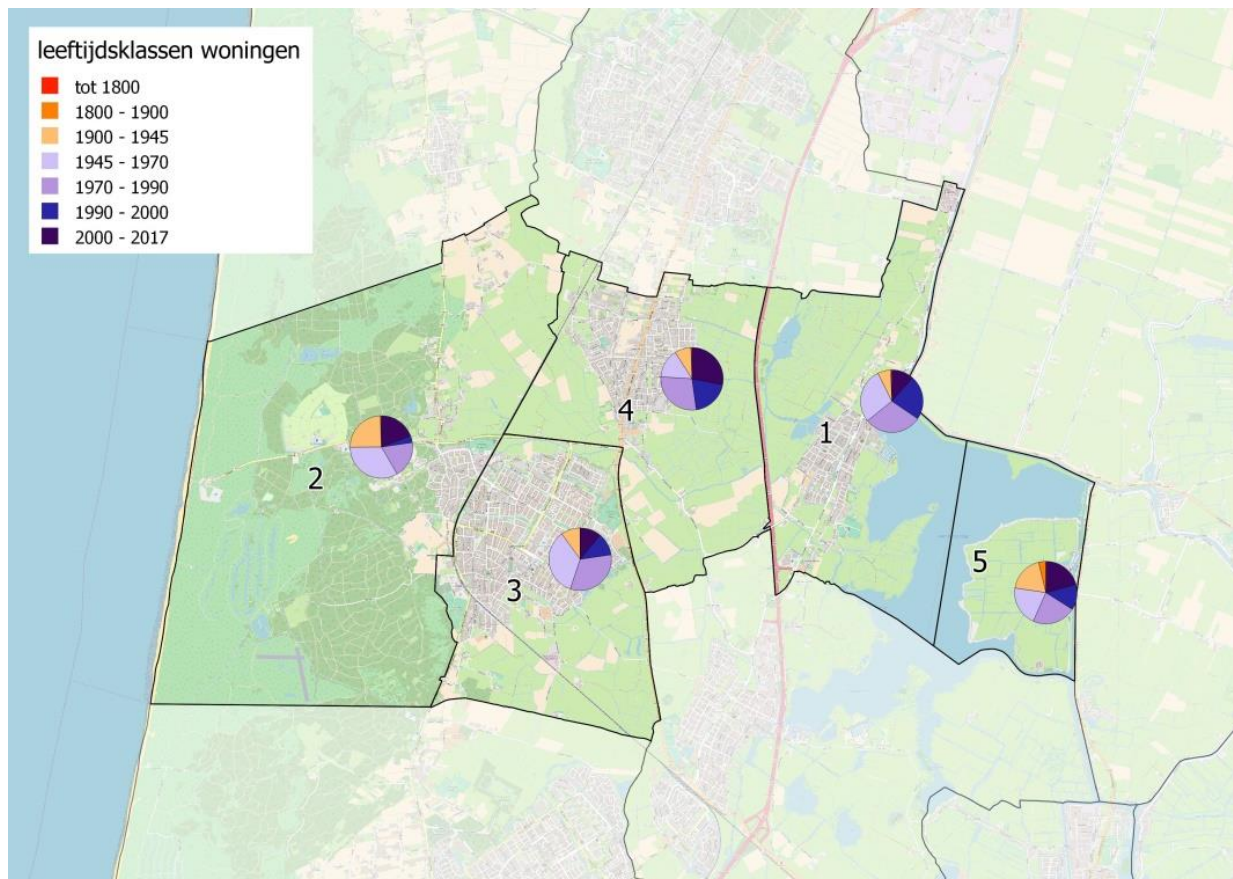 leeftijdsklassen woningen
tot 1800
1800 - 1900
1900 - 1945
1945 - 1970
1970 - 1990
1990 - 2000
2000 - 2017
4
1
2
5
3